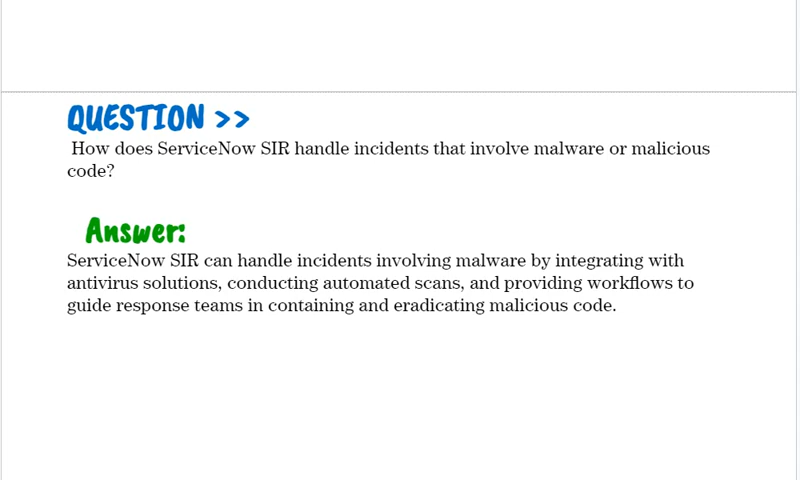 QUESTION >>
How does ServiceNow SIR handle incidents that involve malware or malicious
code?
Answer:
ServiceNow SIR can handle incidents involving malware by integrating with
antivirus solutions, conducting automated scans, and providing workflows to
guide response teams in containing and eradicating malicious code.